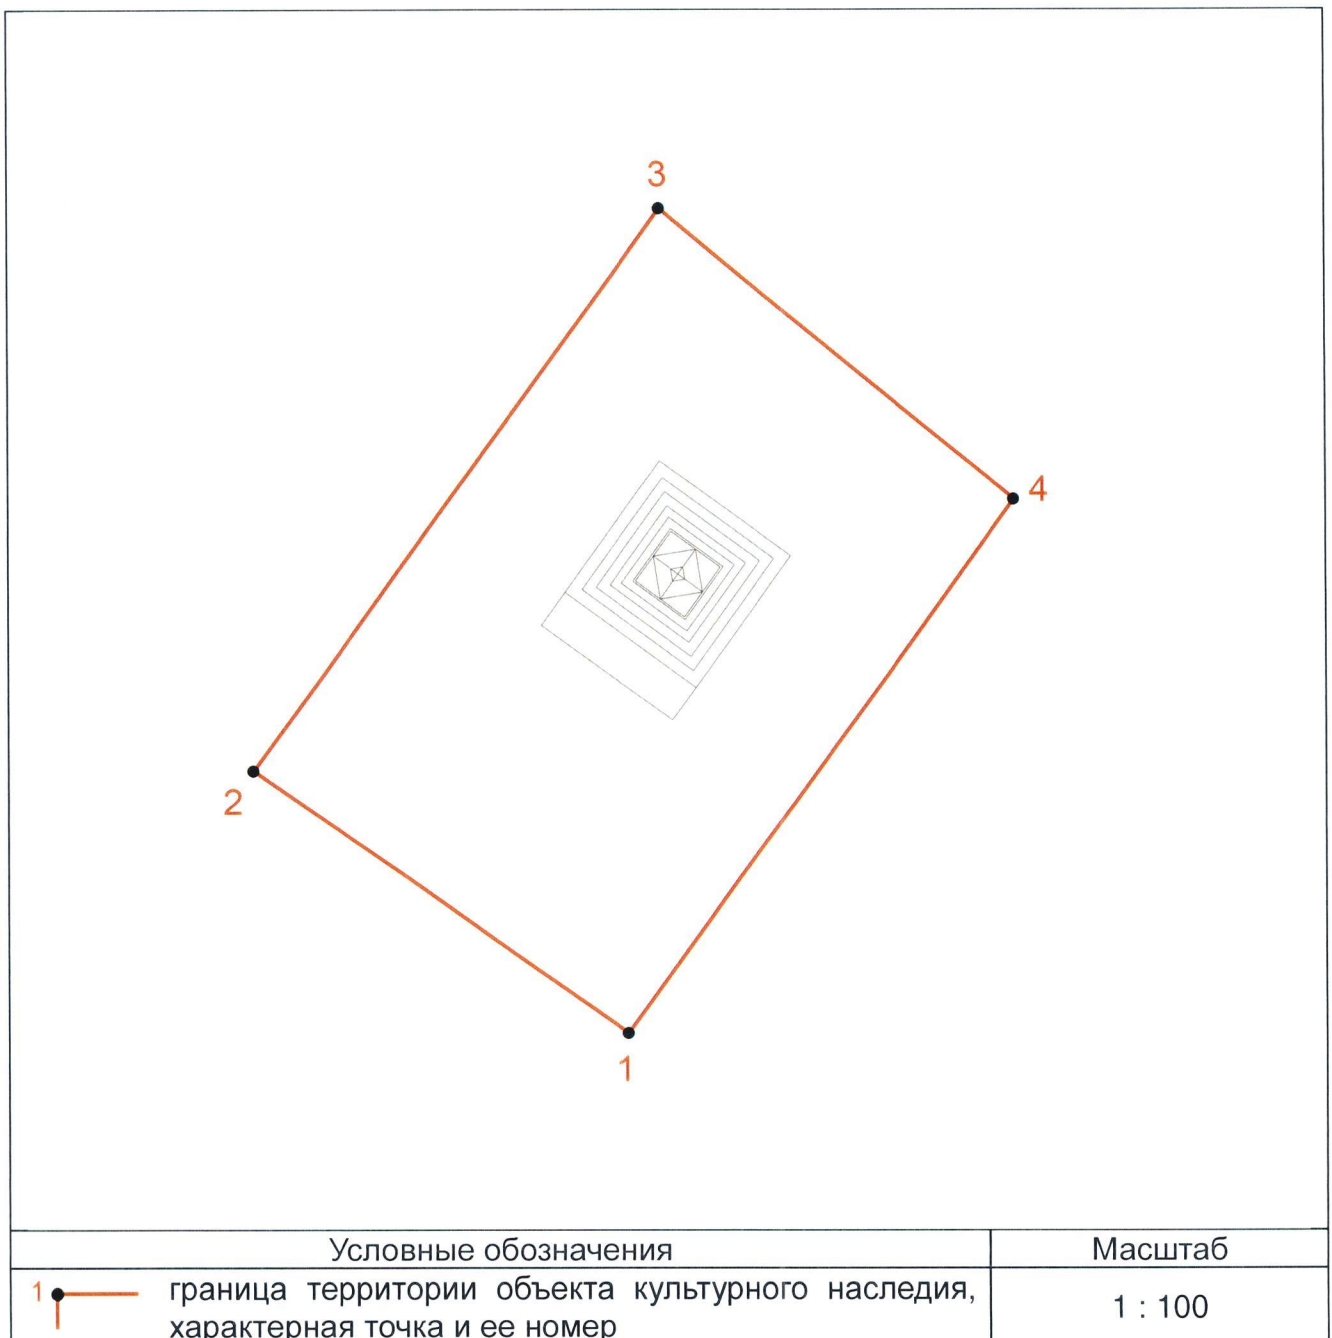 3
4
2
1
Условные обозначения
Масштаб
1
граница территории объекта культурного наследия,
характерная точка и ее номер
1 : 100